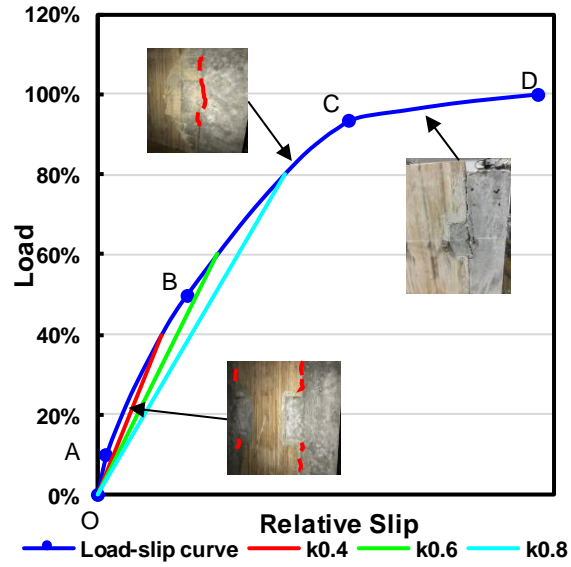 120%
100%
80%
60%
40%
20%
0%
Load
O
A
B
C
D
Relative Slip
Load-slip curve k0.4 k0.6 k0.8